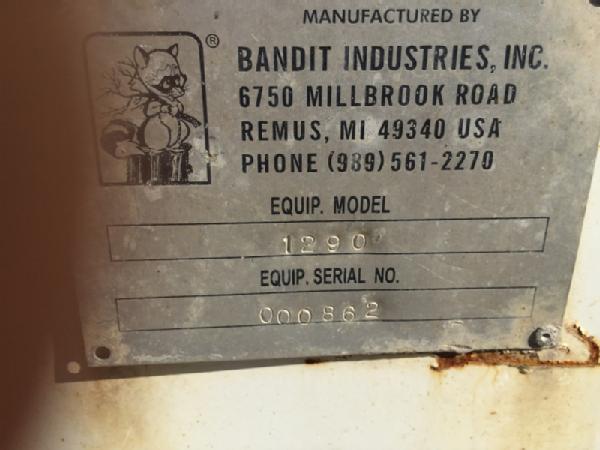 MANUFACTURED BY
®
BANDIT INDUSTRIES, INC.
6750 MILLBROOK ROAD
REMUS, MI 49340 USA
PHONE (989) 561-2270
EQUIP. MODEL
1290
EQUIP. SERIAL NO.
000862